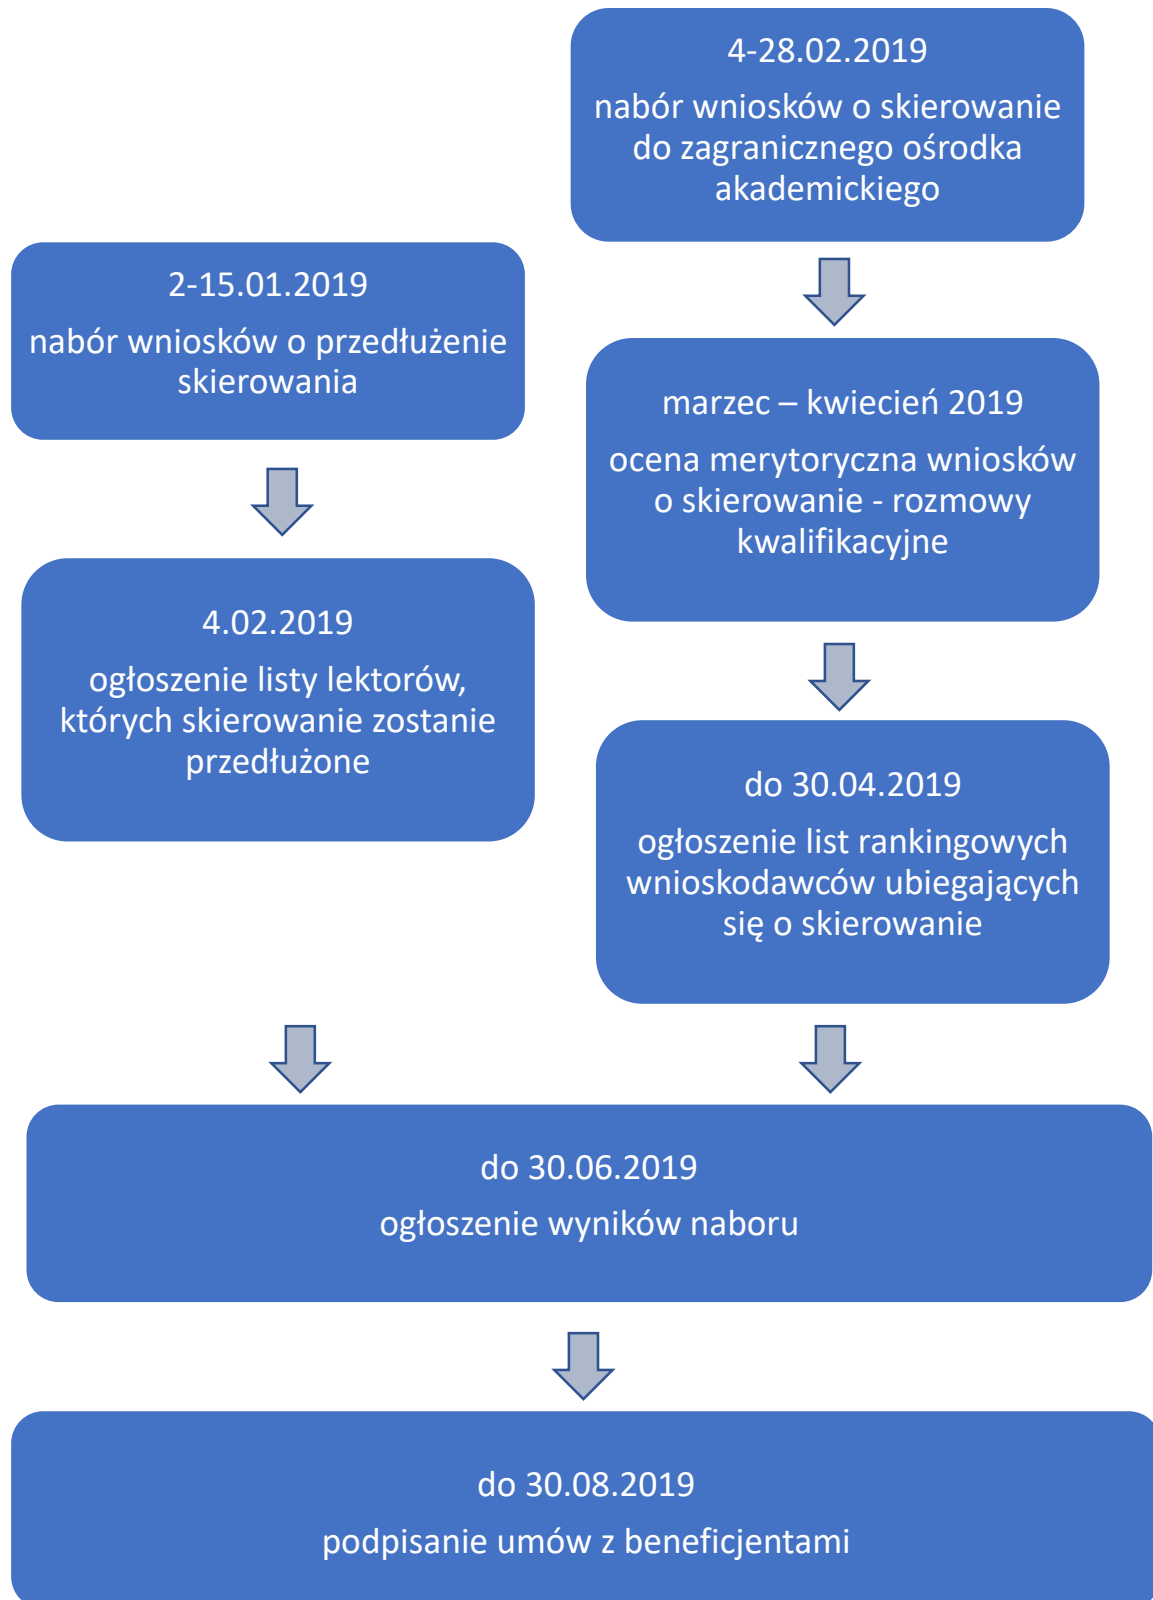 4-28.02.2019
nabór wniosków o skierowanie
do zagranicznego ośrodka
akademickiego
2-15.01.2019
nabór wniosków o przedłużenie
skierowania
marzec – kwiecień 2019
ocena merytoryczna wniosków
o skierowanie - rozmowy
kwalifikacyjne
4.02.2019
ogłoszenie listy lektorów,
których skierowanie zostanie
przedłużone
do 30.04.2019
ogłoszenie list rankingowych
wnioskodawców ubiegających
się o skierowanie
do 30.06.2019
ogłoszenie wyników naboru
do 30.08.2019
podpisanie umów z beneficjentami